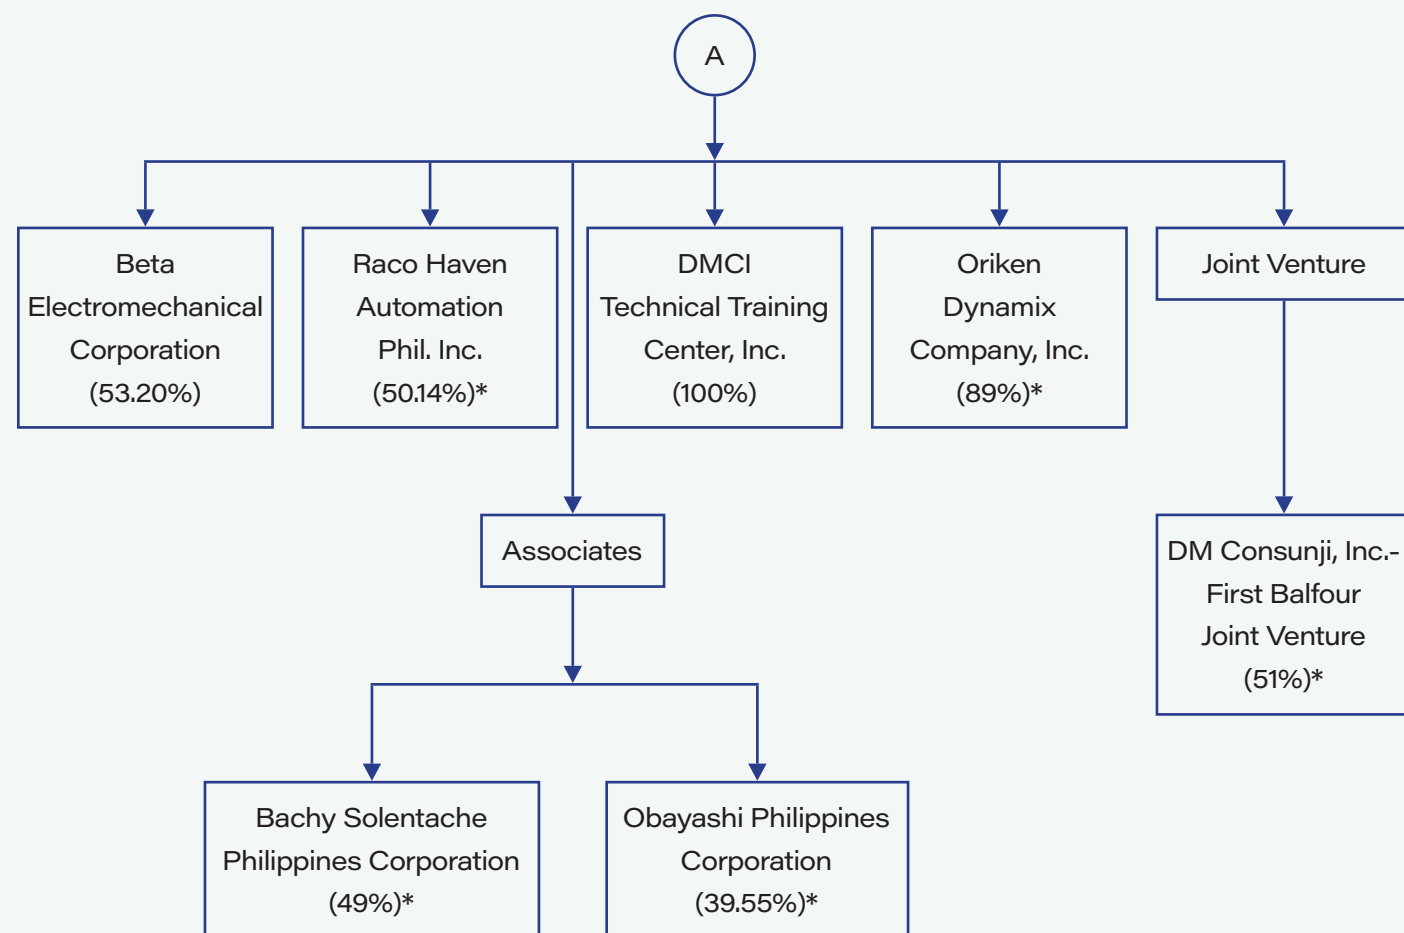 A
Beta
Electromechanical
Corporation
(53.20%)
Raco Haven
Automation
Phil. Inc.
(50.14%)*
DMCI
Technical Training
Center, Inc.
(100%)
Oriken
Dynamix
Company, Inc.
(89%)*
Joint Venture
Associates
DM Consunji, Inc.-
First Balfour
Joint Venture
(51%)*
Bachy Solentache
Philippines Corporation
(49%)*
Obayashi Philippines
Corporation
(39.55%)*